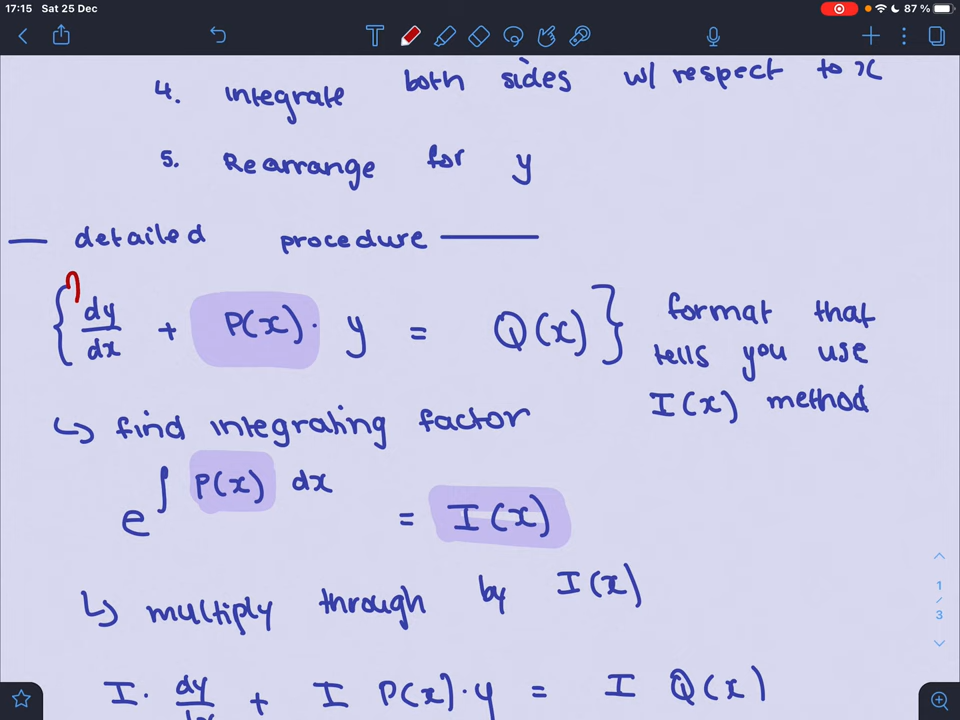 17:15 Sat 25 Dec 87 %
4. integrate both sides w/ respect to x
5. Rearrange for y
— detailed procedure ——
{ dy/dx + P(x) · y = Q(x) } format that tells you use I(x) method
↳ find integrating factor
e^∫ P(x) dx = I(x)
↳ multiply through by I(x)
I · dy/dx + I P(x) · y = I Q(x)
1
/
3